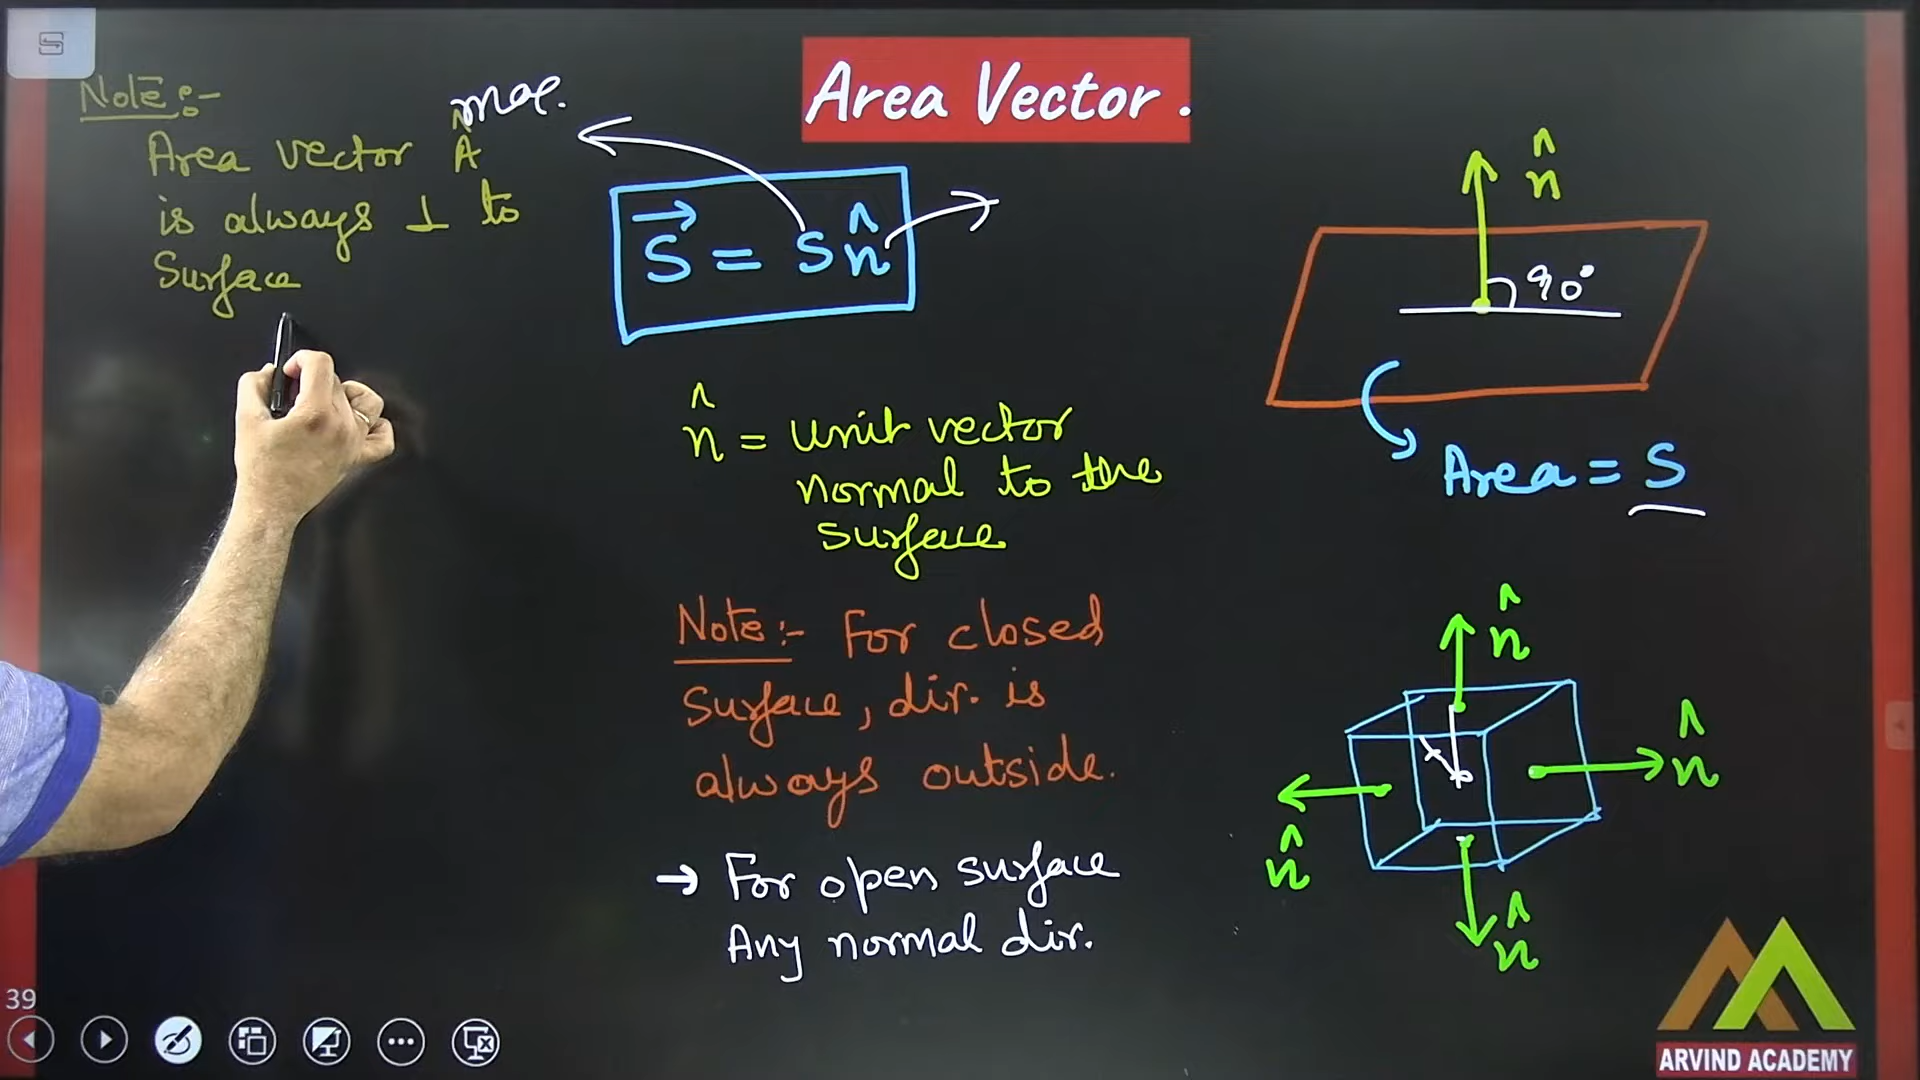 Area Vector.
Note:-
Area vector Â
is always ⊥ to
Surface
S⃗ = S n̂
n̂ = unit vector
normal to the
surface
Note:- For closed
surface, dir. is
always outside.
→ For open surface
Any normal dir.
n̂
90°
Area = S
n̂
n̂
n̂
n̂
39
ARVIND ACADEMY